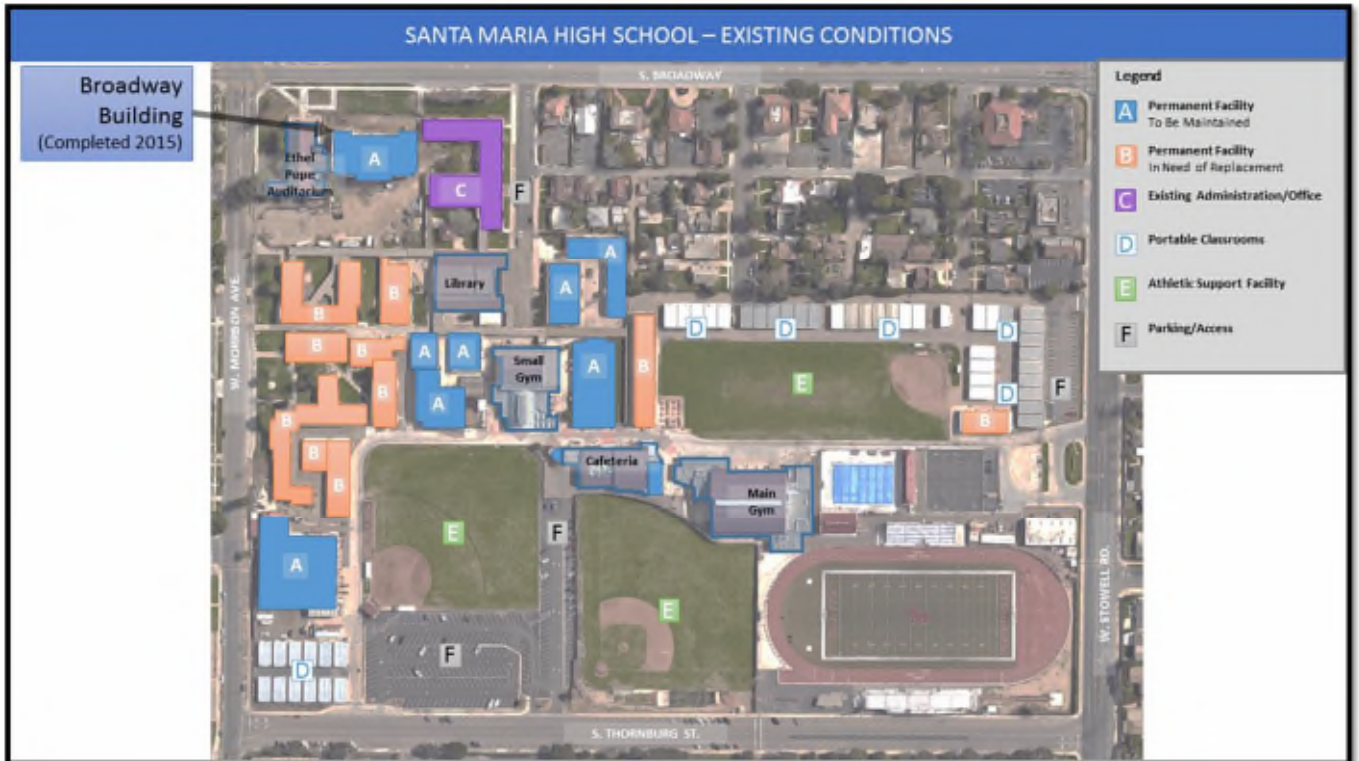 SANTA MARIA HIGH SCHOOL – EXISTING CONDITIONS
Broadway
Building
(Completed 2015)
S. BROADWAY
Legend
A
Permanent Facility
To Be Maintained
B
Permanent Facility
In Need of Replacement
C
Existing Administration/Office
D
Portable Classrooms
E
Athletic Support Facility
F
Parking/Access
Ethel
Pope
Auditorium
A
C
F
W. MORRISON AVE.
A
A
Library
B
B
B
B
A
A
Small
Gym
A
B
D
D
D
D
E
B
A
D
F
B
B
B
B
Cafeteria
Main
Gym
E
F
A
E
D
F
W. STOWELL RD.
S. THORNBURG ST.